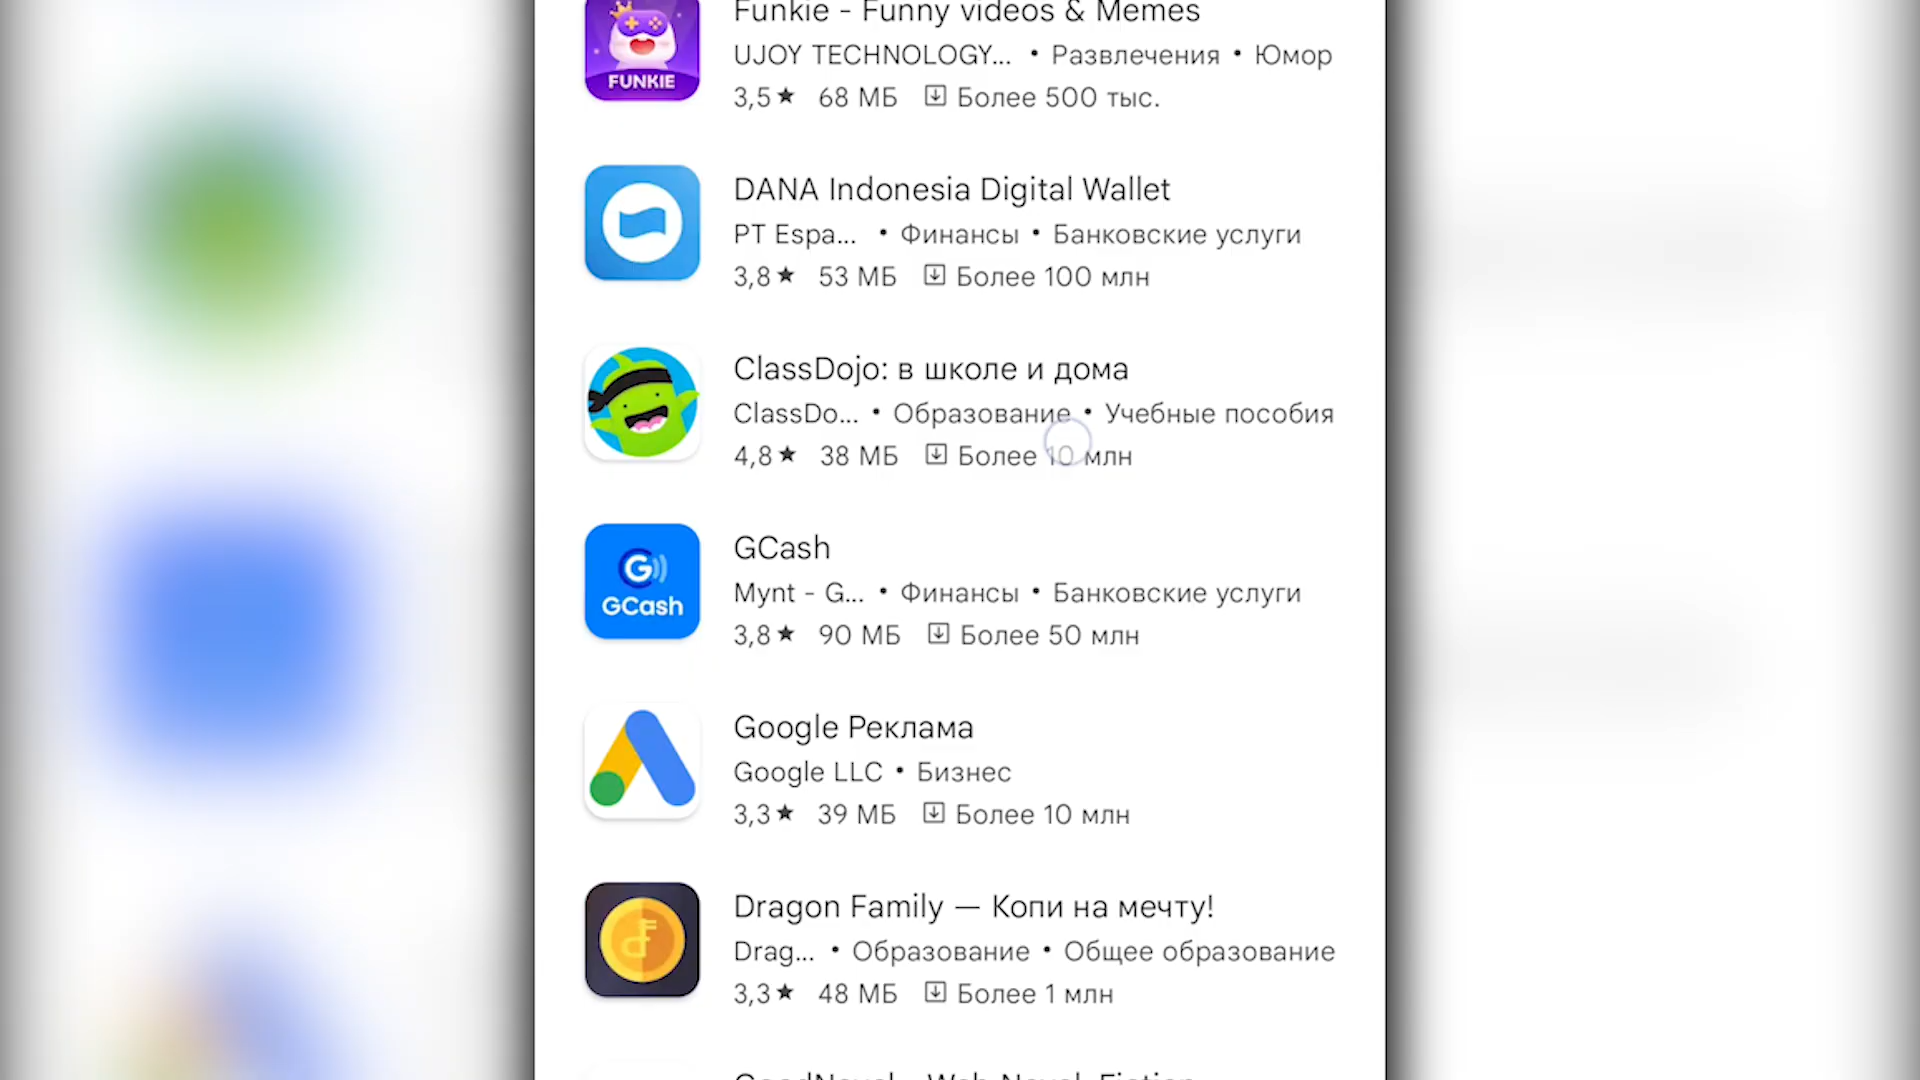 Funkie - Funny videos & Memes
UJOY TECHNOLOGY... • Развлечения • Юмор
FUNKIE
3,5★ 68 МБ Более 500 тыс.
DANA Indonesia Digital Wallet
PT Espa... • Финансы • Банковские услуги
3,8★ 53 МБ Более 100 млн
ClassDojo: в школе и дома
ClassDo... • Образование • Учебные пособия
4,8★ 38 МБ Более 10 млн
GCash
Mynt - G... • Финансы • Банковские услуги
G
GCash
3,8★ 90 МБ Более 50 млн
Google Реклама
Google LLC • Бизнес
3,3★ 39 МБ Более 10 млн
Dragon Family — Копи на мечту!
Drag... • Образование • Общее образование
3,3★ 48 МБ Более 1 млн
GoodNovel - Web Novel, Fiction